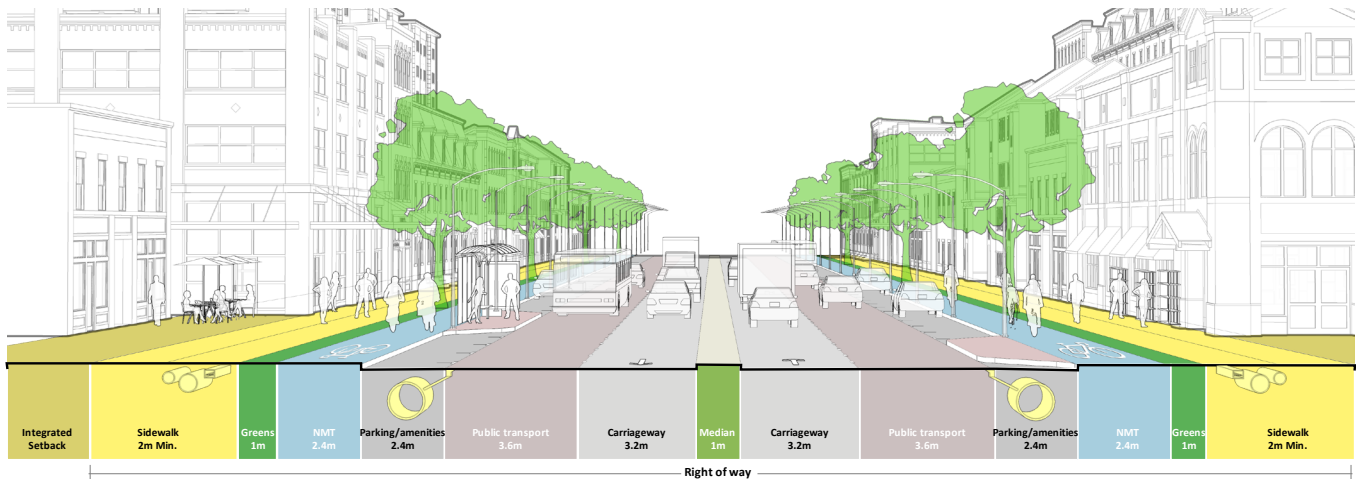 Integrated
Setback
Sidewalk
2m Min.
Greens
1m
NMT
2.4m
Parking/amenities
2.4m
Public transport
3.6m
Carriageway
3.2m
Median
1m
Carriageway
3.2m
Public transport
3.6m
Parking/amenities
2.4m
NMT
2.4m
Greens
1m
Sidewalk
2m Min.
Right of way